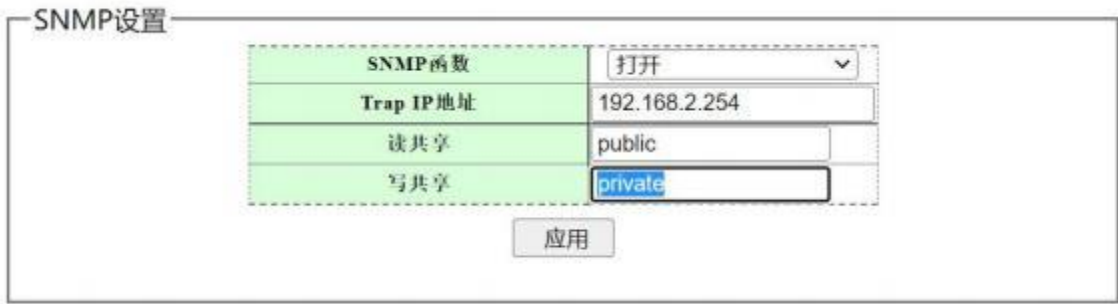 SNMP设置
SNMP函数 打开
Trap IP地址 192.168.2.254
读共享 public
写共享 private
应用